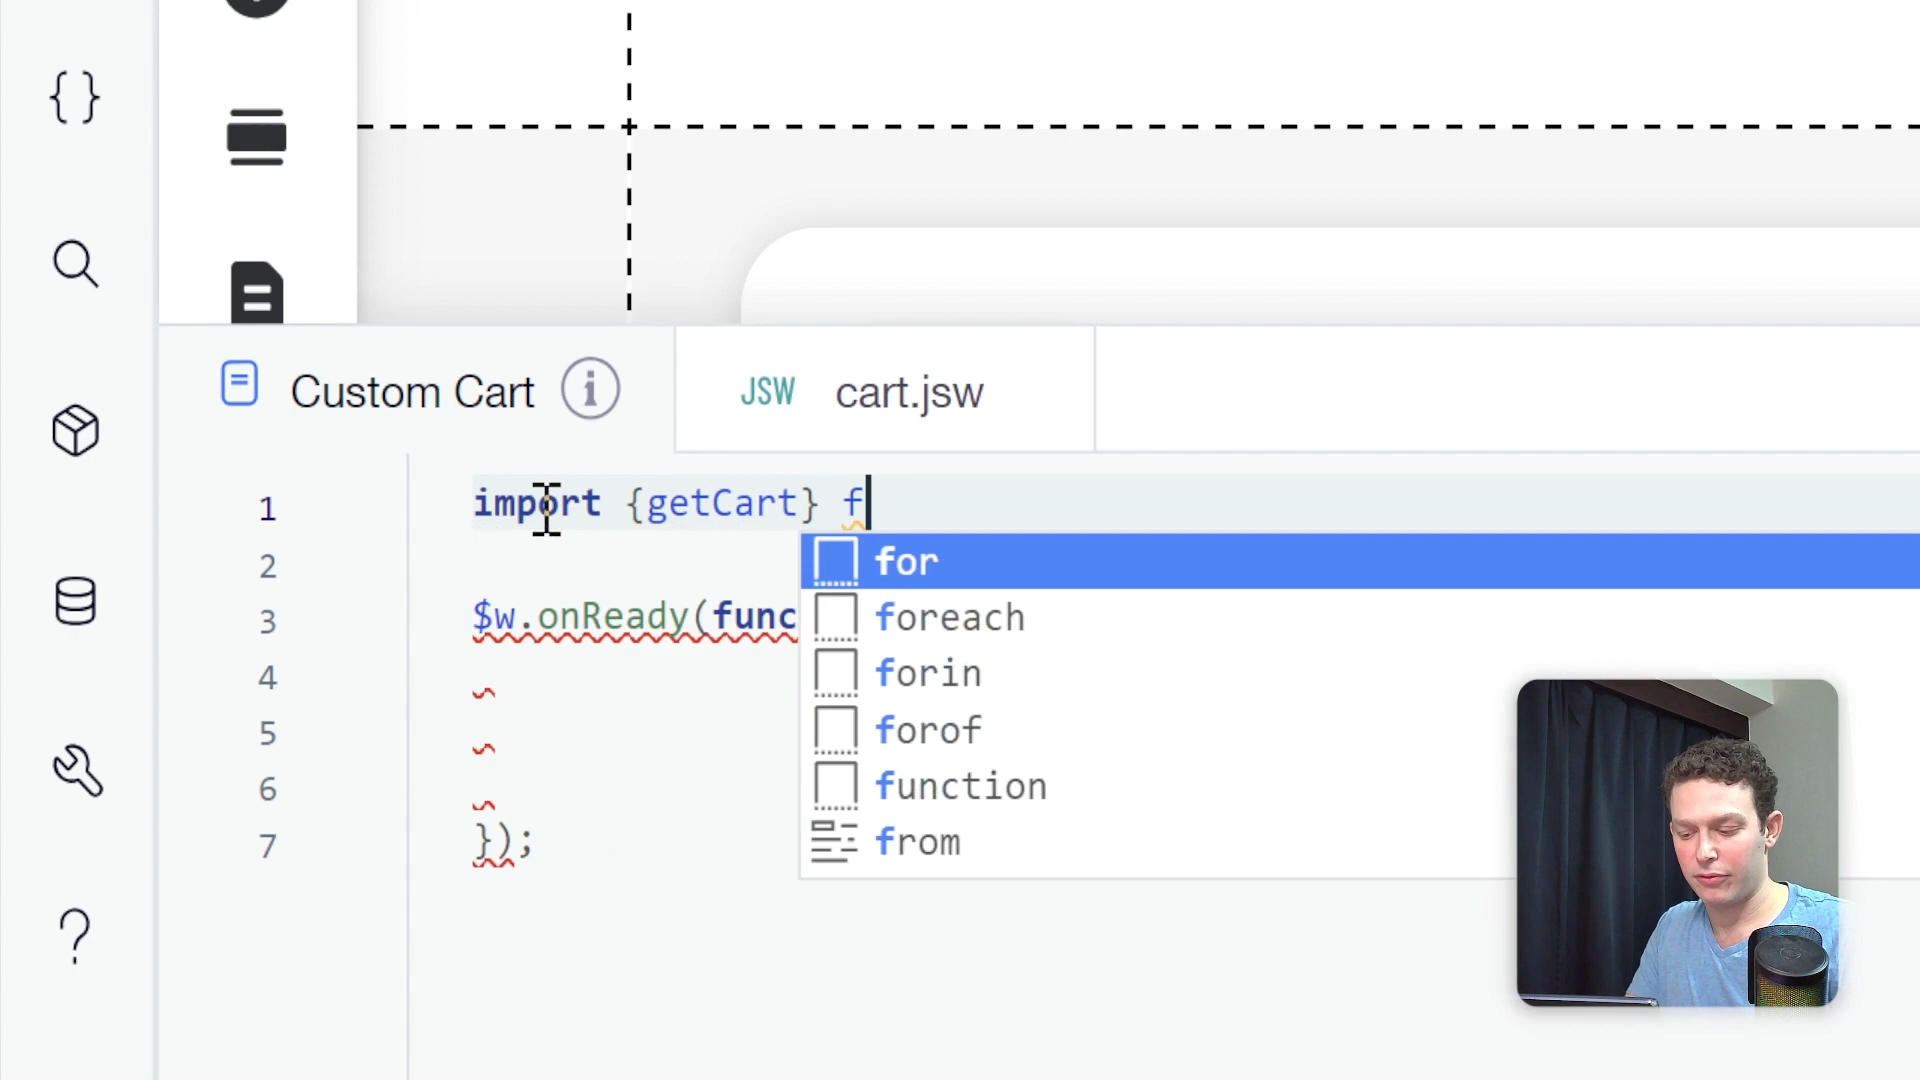 Custom Cart
JSW cart.jsw
1 import {getCart} f
2
3 $w.onReady(func
4
5
6
7 });
for
foreach
forin
forof
function
from